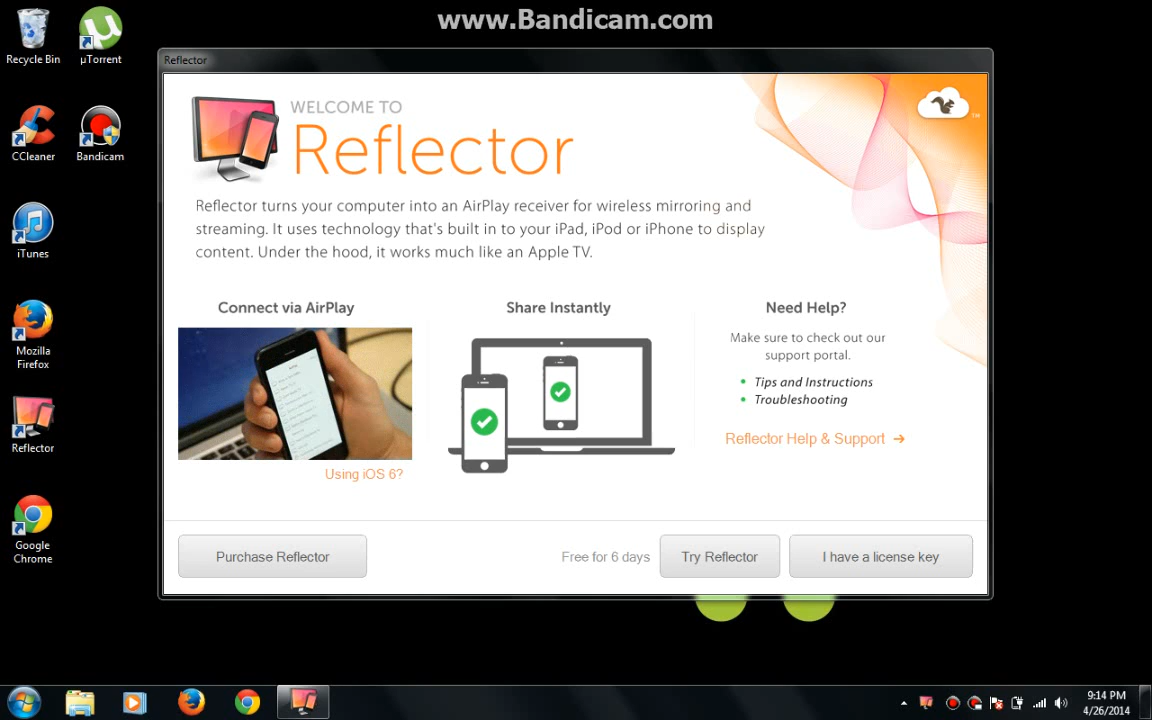 www.Bandicam.com
Recycle Bin
µTorrent
CCleaner
Bandicam
iTunes
Mozilla
Firefox
Reflector
Google
Chrome
Reflector
WELCOME TO
Reflector
TM
Reflector turns your computer into an AirPlay receiver for wireless mirroring and
streaming. It uses technology that's built in to your iPad, iPod or iPhone to display
content. Under the hood, it works much like an Apple TV.
Connect via AirPlay
Using iOS 6?
Share Instantly
Need Help?
Make sure to check out our
support portal.
• Tips and Instructions
• Troubleshooting
Reflector Help & Support →
Purchase Reflector
Free for 6 days
Try Reflector
I have a license key
9:14 PM
4/26/2014